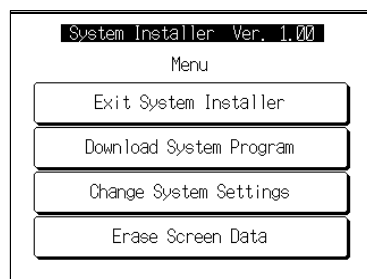 System Installer Ver. 1.00
Menu
Exit System Installer
Download System Program
Change System Settings
Erase Screen Data